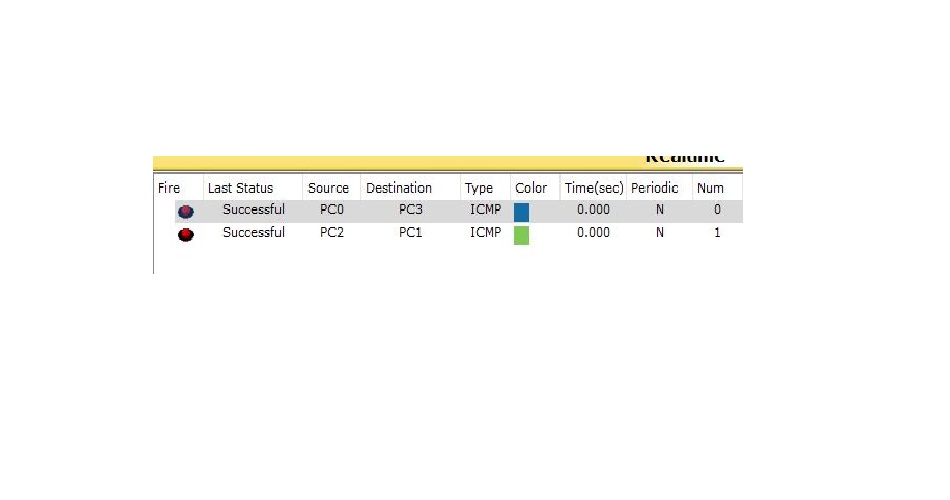 Realtime
Fire Last Status Source Destination Type Color Time(sec) Periodic Num
Successful PC0 PC3 ICMP 0.000 N 0
Successful PC2 PC1 ICMP 0.000 N 1